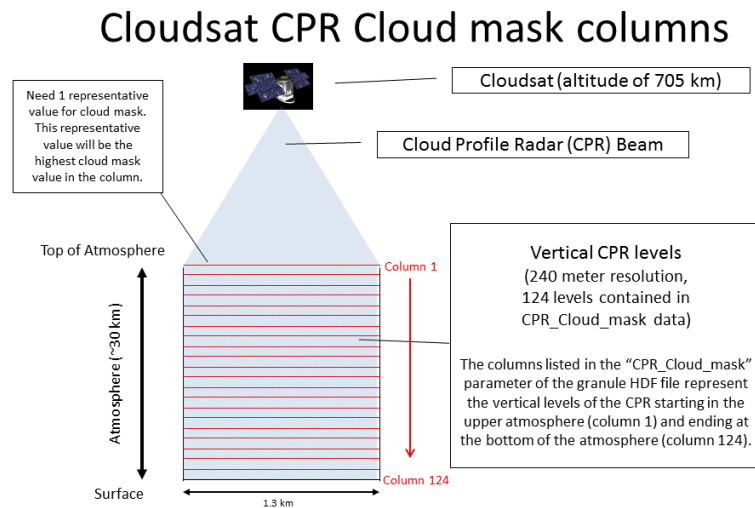 Cloudsat CPR Cloud mask columns
Need 1 representative
value for cloud mask.
This representative
value will be the
highest cloud mask
value in the column.
Cloudsat (altitude of 705 km)
Cloud Profile Radar (CPR) Beam
Top of Atmosphere
Column 1
Atmosphere (~30 km)
Vertical CPR levels
(240 meter resolution,
124 levels contained in
CPR_Cloud_mask data)
The columns listed in the “CPR_Cloud_mask”
parameter of the granule HDF file represent
the vertical levels of the CPR starting in the
upper atmosphere (column 1) and ending at
the bottom of the atmosphere (column 124).
Surface
Column 124
1.3 km